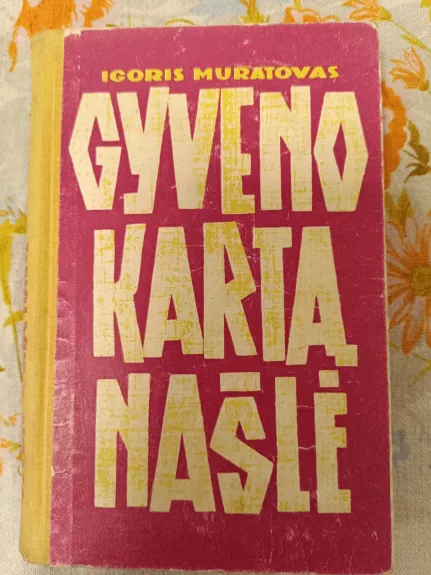 IGORIS MURATOVAS
GYVENO
KARTĄ
NAŠLĖ